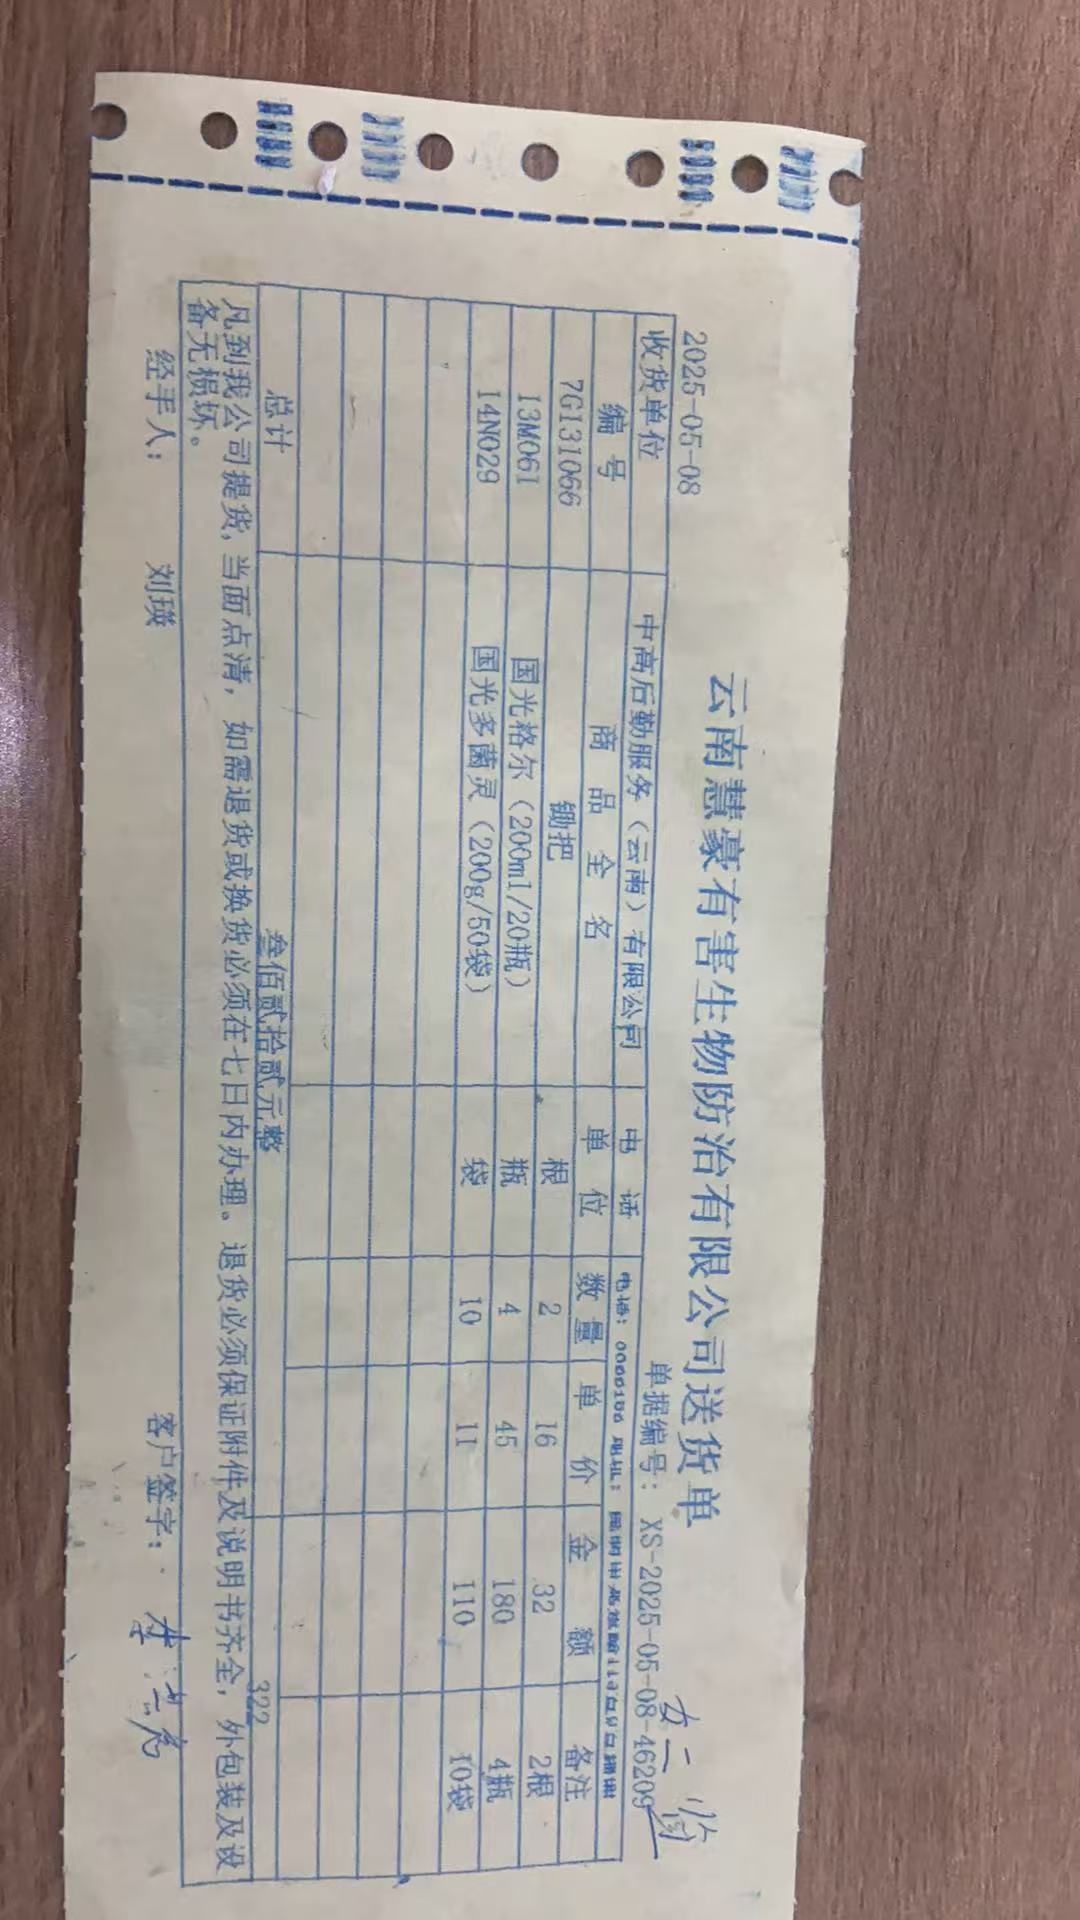 云南慧豪有害生物防治有限公司送货单
2025-05-08 单据编号: XS-2025-05-08-46209
收货单位 中高后勤服务（云南）有限公司 电话
编号 商品全名 单位 数量 单价 金额 备注
7G131066 锄把 根 2 16 32 2根
13M061 国光格尔（200ml/20瓶） 瓶 4 45 180 4瓶
14N029 国光多菌灵（200g/50袋） 袋 10 11 110 10袋
总计 叁佰贰拾贰元整 322
凡到我公司提货，当面点清，如需退货或换货必须在七日内办理。退货必须保证附件及说明书齐全，外包装及设
备无损坏。
经手人: 刘瑛 客户签字: